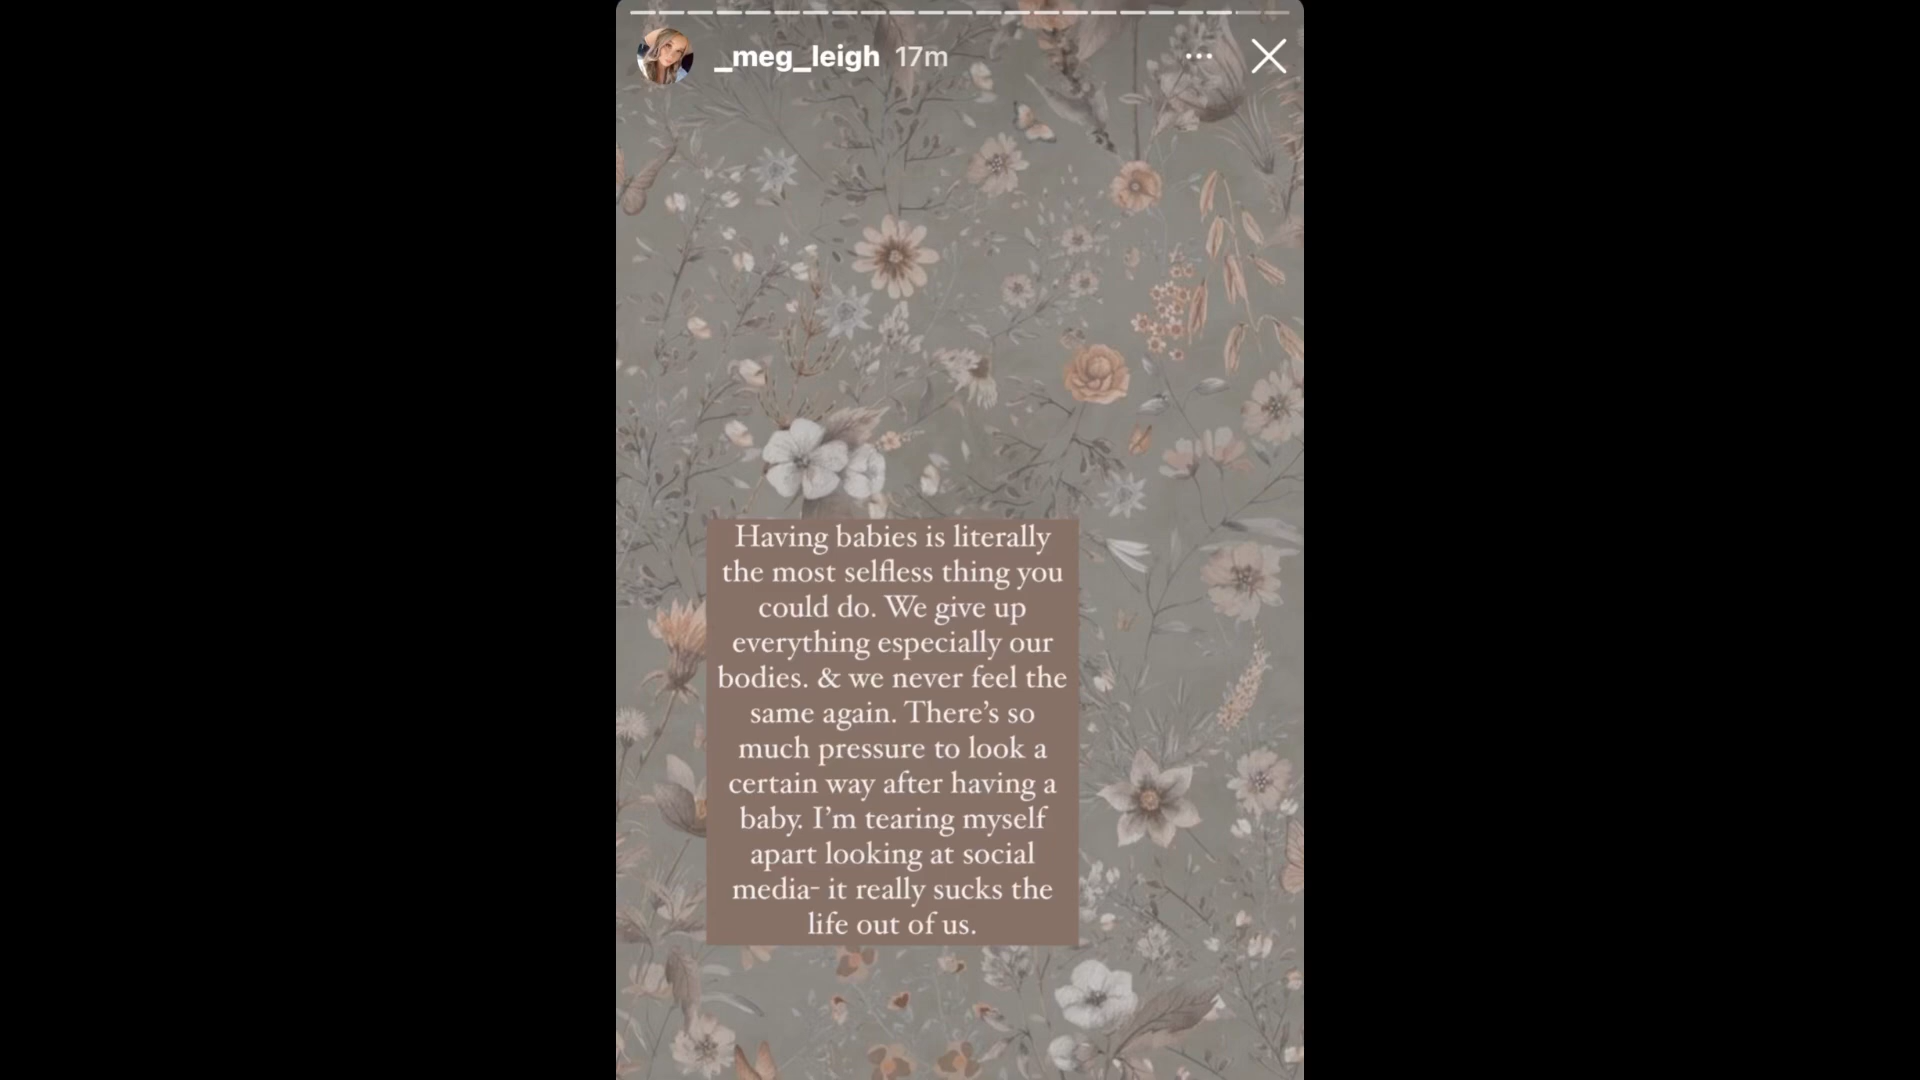 _meg_leigh 17m
Having babies is literally
the most selfless thing you
could do. We give up
everything especially our
bodies. & we never feel the
same again. There’s so
much pressure to look a
certain way after having a
baby. I’m tearing myself
apart looking at social
media- it really sucks the
life out of us.